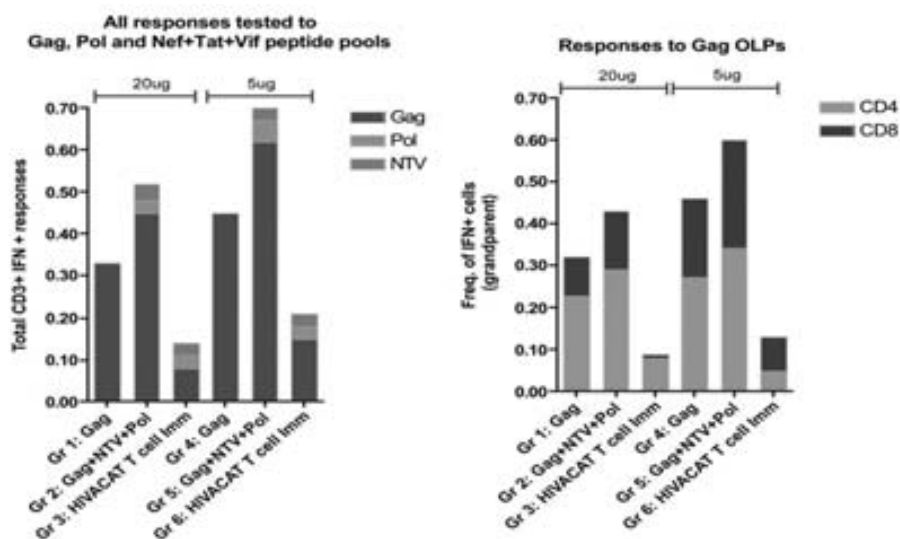 All responses tested to
Gag, Pol and Nef+Tat+Vif peptide pools
20ug
5ug
Total CD3+ IFN + responses
0.70
0.60
0.50
0.40
0.30
0.20
0.10
0.00
Gag
Pol
NTV
Gr 1: Gag
Gr 2: Gag+NTV+Pol
Gr 3: HIVACAT T cell Imm
Gr 4: Gag
Gr 5: Gag+NTV+Pol
Gr 6: HIVACAT T cell Imm
Responses to Gag OLPs
20ug
5ug
Freq. of IFN+ cells
(grandparent)
0.70
0.60
0.50
0.40
0.30
0.20
0.10
0.00
CD4
CD8
Gr 1: Gag
Gr 2: Gag+NTV+Pol
Gr 3: HIVACAT T cell Imm
Gr 4: Gag
Gr 5: Gag+NTV+Pol
Gr 6: HIVACAT T cell Imm